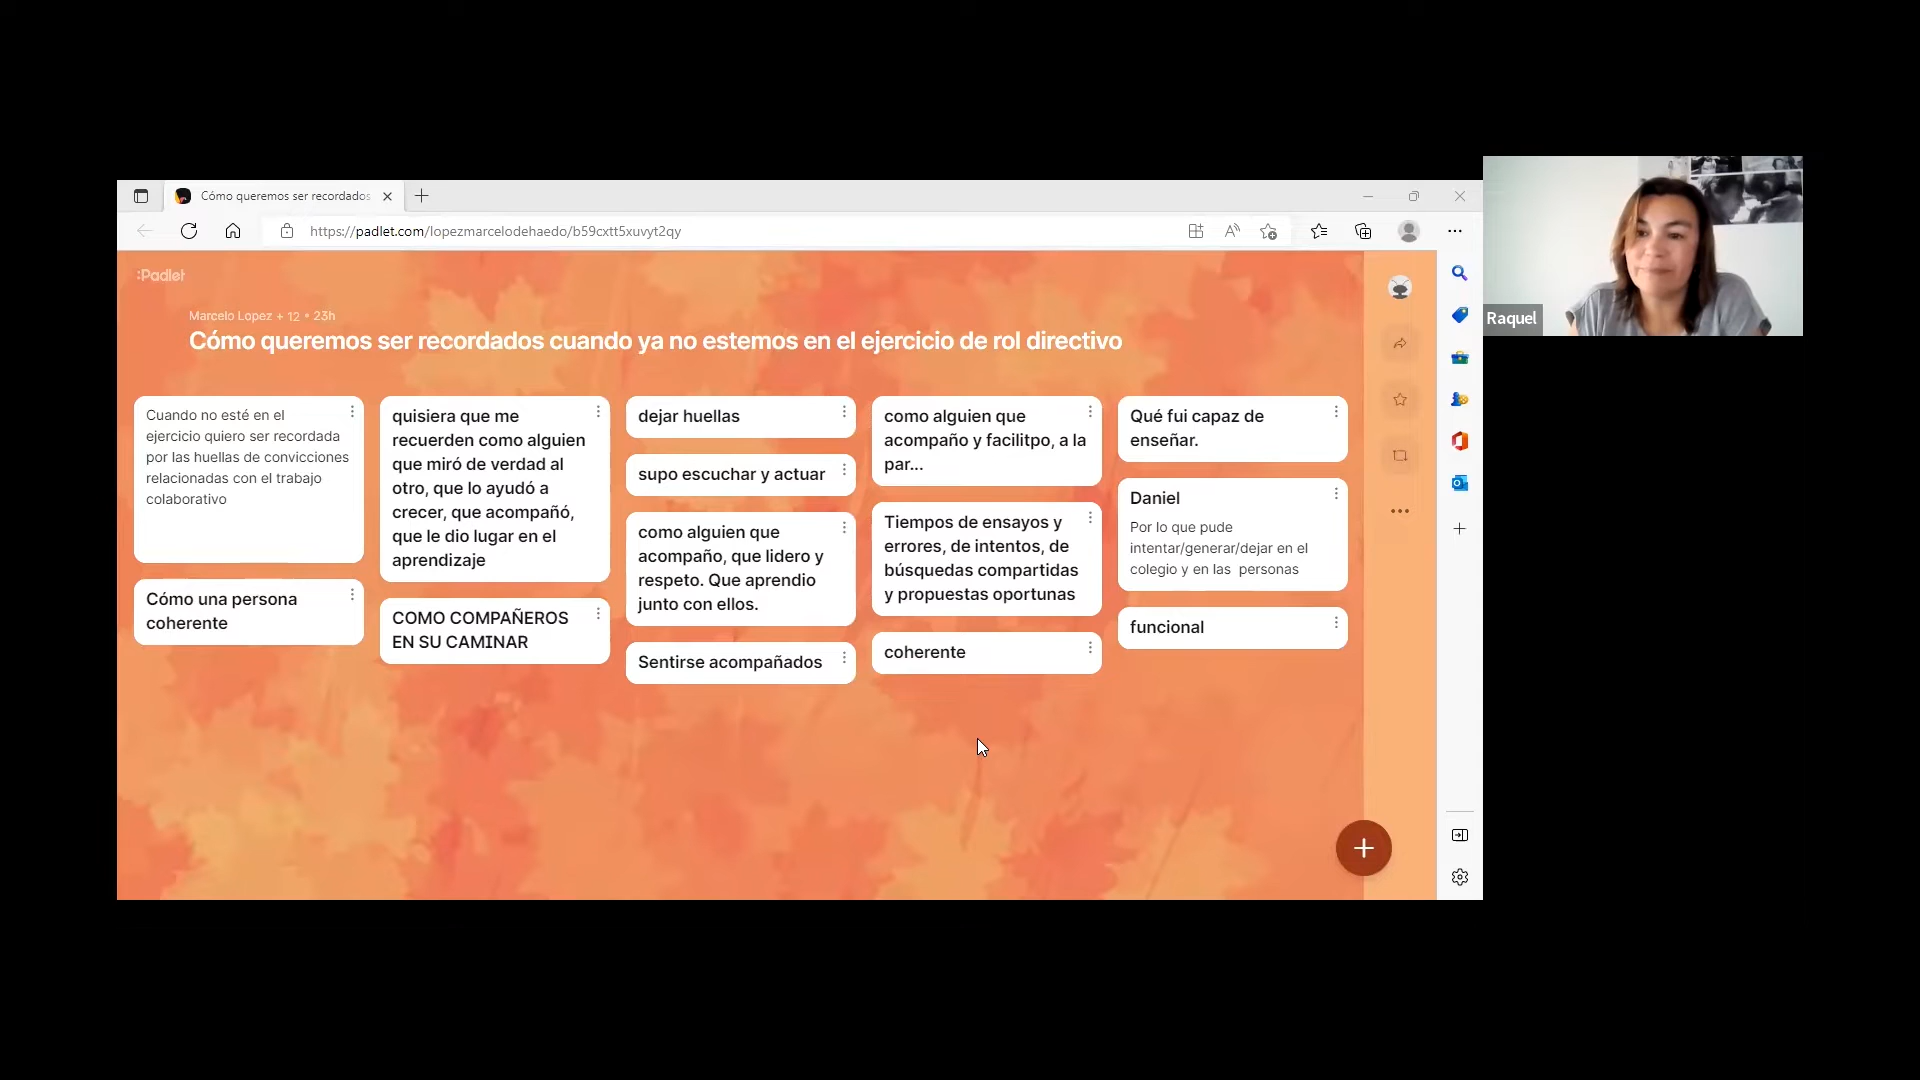 Cómo queremos ser recordados
https://padlet.com/lopezmarcelodehaedo/b59cxtt5xuvyt2qy
:Padlet
Marcelo Lopez + 12 • 23h
Cómo queremos ser recordados cuando ya no estemos en el ejercicio de rol directivo
Cuando no esté en el
ejercicio quiero ser recordada
por las huellas de convicciones
relacionadas con el trabajo
colaborativo
Cómo una persona
coherente
quisiera que me
recuerden como alguien
que miró de verdad al
otro, que lo ayudó a
crecer, que acompañó,
que le dio lugar en el
aprendizaje
COMO COMPAÑEROS
EN SU CAMINAR
dejar huellas
supo escuchar y actuar
como alguien que
acompaño, que lidero y
respeto. Que aprendio
junto con ellos.
Sentirse acompañados
como alguien que
acompaño y facilitpo, a la
par...
Tiempos de ensayos y
errores, de intentos, de
búsquedas compartidas
y propuestas oportunas
coherente
Qué fui capaz de
enseñar.
Daniel
Por lo que pude
intentar/generar/dejar en el
colegio y en las  personas
funcional
Raquel